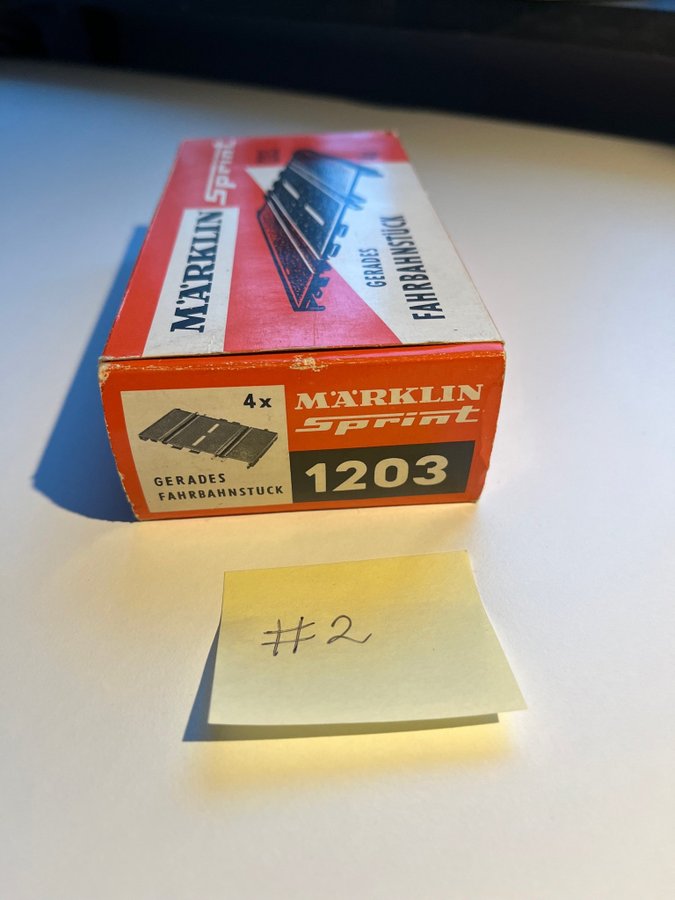 MÄRKLIN
Sprint
GERADES
FAHRBAHNSTÜCK
4x
GERADES
FAHRBAHNSTÜCK
MÄRKLIN
Sprint
1203
#2